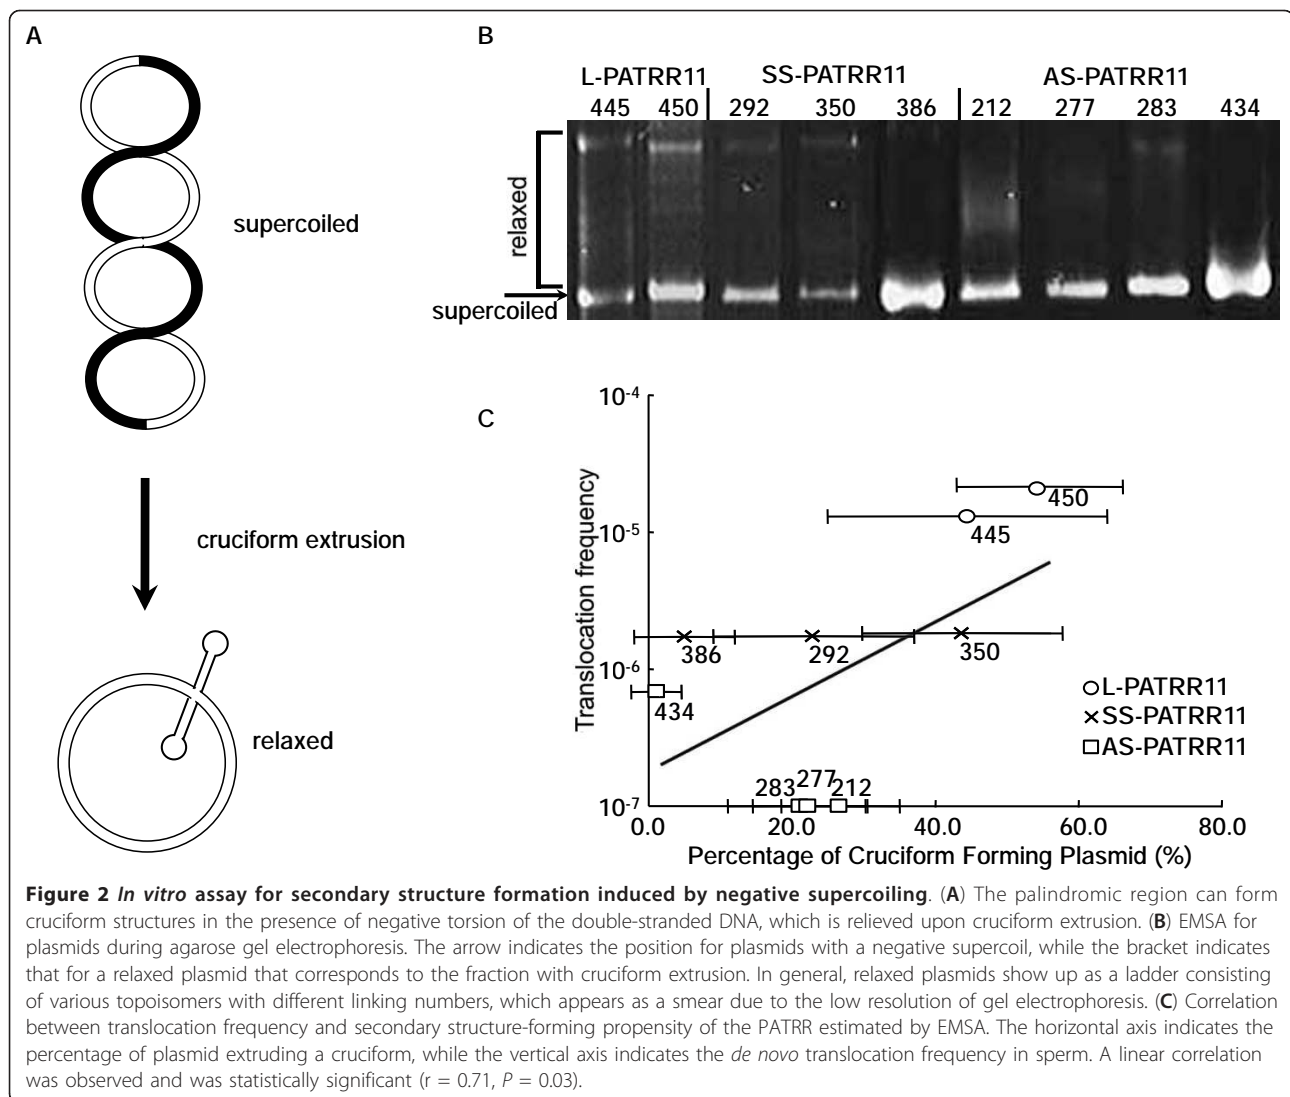 A
supercoiled
cruciform extrusion
relaxed
B
L-PATRR11 SS-PATRR11 AS-PATRR11
445 450 292 350 386 212 277 283 434
relaxed
supercoiled
C
Translocation frequency
10-4
10-5
10-6
10-7
450
445
386
292
350
434
283
277
212
L-PATRR11
SS-PATRR11
AS-PATRR11
0.0 20.0 40.0 60.0 80.0
Percentage of Cruciform Forming Plasmid (%)
Figure 2 In vitro assay for secondary structure formation induced by negative supercoiling. (A) The palindromic region can form
cruciform structures in the presence of negative torsion of the double-stranded DNA, which is relieved upon cruciform extrusion. (B) EMSA for
plasmids during agarose gel electrophoresis. The arrow indicates the position for plasmids with a negative supercoil, while the bracket indicates
that for a relaxed plasmid that corresponds to the fraction with cruciform extrusion. In general, relaxed plasmids show up as a ladder consisting
of various topoisomers with different linking numbers, which appears as a smear due to the low resolution of gel electrophoresis. (C) Correlation
between translocation frequency and secondary structure-forming propensity of the PATRR estimated by EMSA. The horizontal axis indicates the
percentage of plasmid extruding a cruciform, while the vertical axis indicates the de novo translocation frequency in sperm. A linear correlation
was observed and was statistically significant (r = 0.71, P = 0.03).